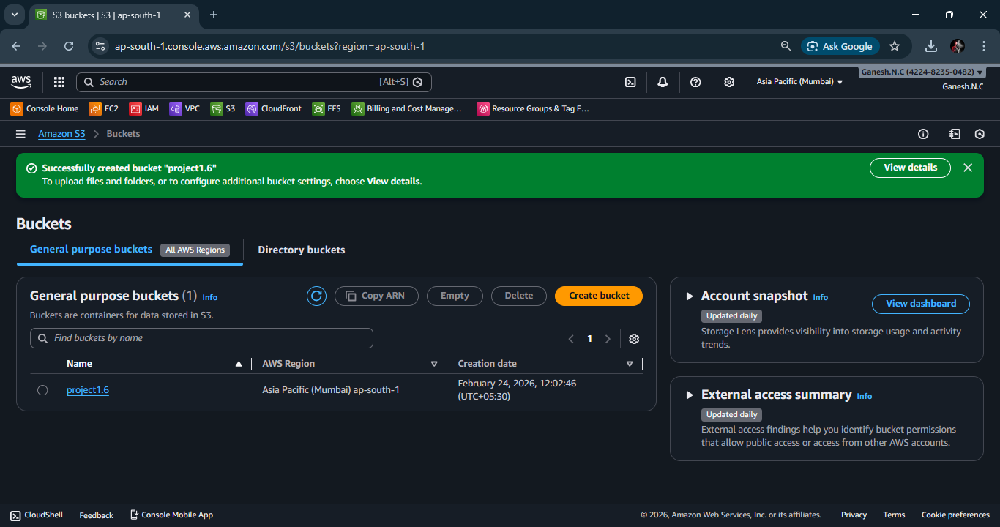 S3 buckets | S3 | ap-south-1
ap-south-1.console.aws.amazon.com/s3/buckets?region=ap-south-1
Ask Google
aws
Search
[Alt+S]
Asia Pacific (Mumbai)
Ganesh.N.C (4224-8235-0482)
Ganesh.N.C
Console Home
EC2
IAM
VPC
S3
CloudFront
EFS
Billing and Cost Manage...
Resource Groups & Tag E...
Amazon S3
Buckets
Successfully created bucket "project1.6"
To upload files and folders, or to configure additional bucket settings, choose View details.
View details
Buckets
General purpose buckets
All AWS Regions
Directory buckets
General purpose buckets (1) Info
Copy ARN
Empty
Delete
Create bucket
Buckets are containers for data stored in S3.
Find buckets by name
1
Name
AWS Region
Creation date
project1.6
Asia Pacific (Mumbai) ap-south-1
February 24, 2026, 12:02:46
(UTC+05:30)
Account snapshot Info
View dashboard
Updated daily
Storage Lens provides visibility into storage usage and activity
trends.
External access summary Info
Updated daily
External access findings help you identify bucket permissions
that allow public access or access from other AWS accounts.
CloudShell
Feedback
Console Mobile App
© 2026, Amazon Web Services, Inc. or its affiliates.
Privacy
Terms
Cookie preferences